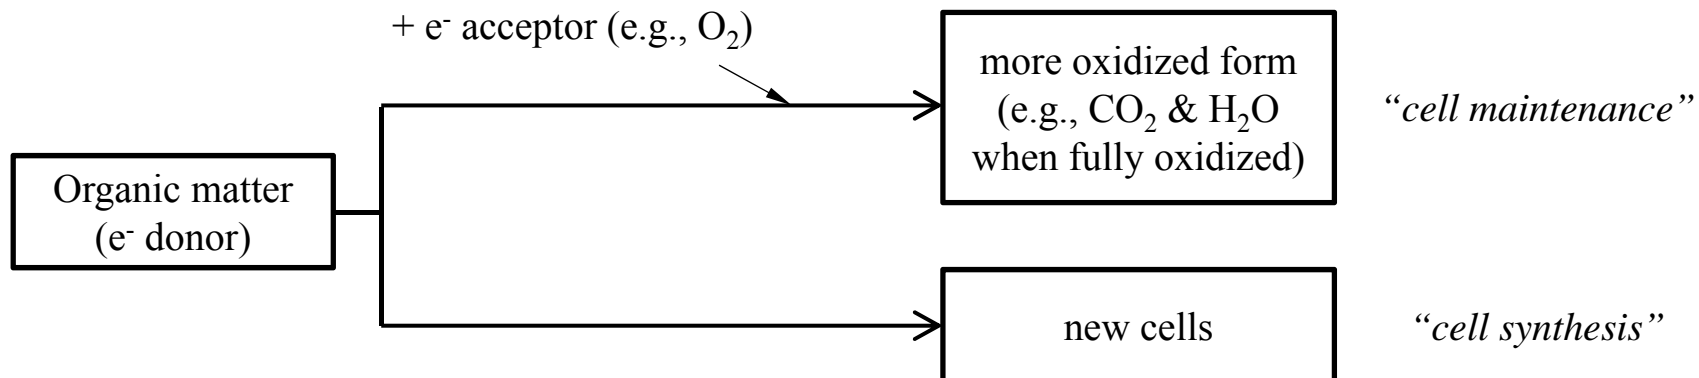 + e⁻ acceptor (e.g., O₂)
more oxidized form
(e.g., CO₂ & H₂O
when fully oxidized)
“cell maintenance”
Organic matter
(e⁻ donor)
new cells
“cell synthesis”